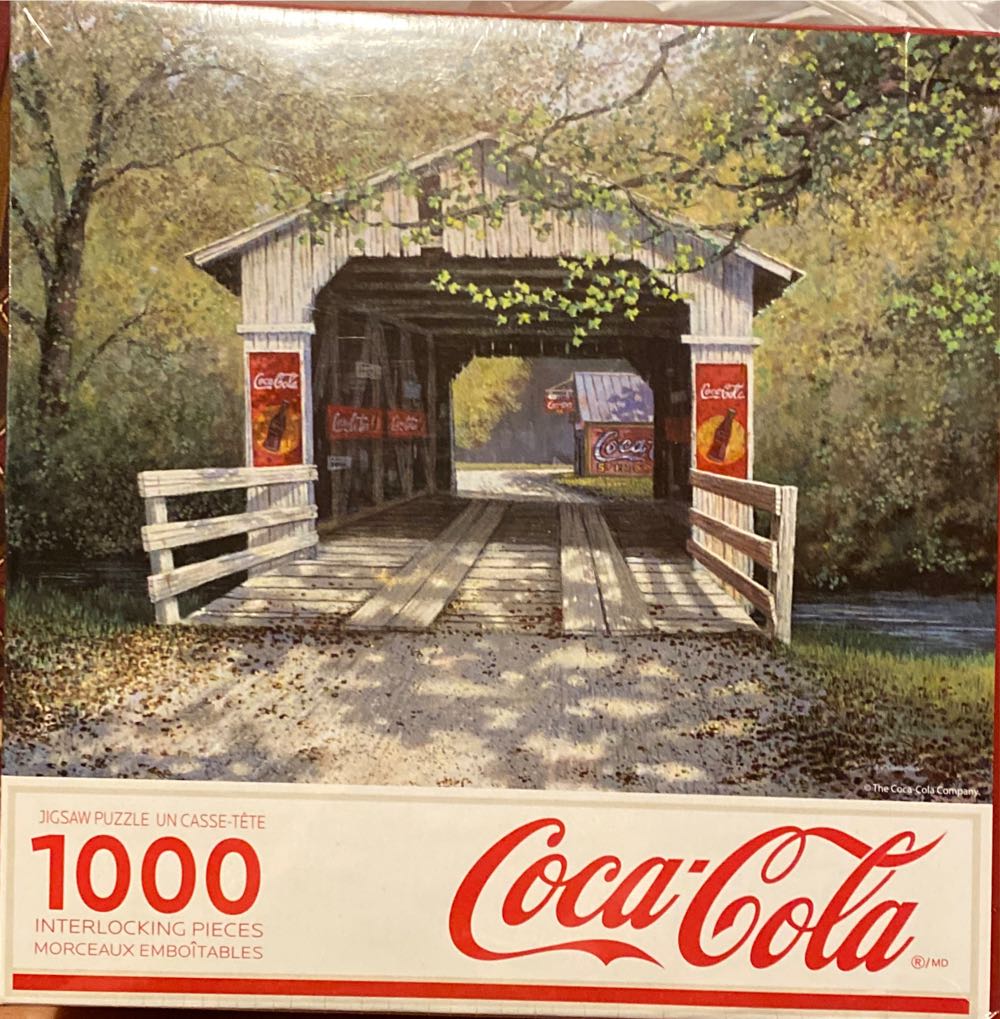 Coca-Cola
Coca-Cola
Coca-Cola
Coca-Cola
Coca
© The Coca-Cola Company.
JIGSAW PUZZLE UN CASSE-TÊTE
1000
INTERLOCKING PIECES
MORCEAUX EMBOÎTABLES
Coca-Cola
®/MD